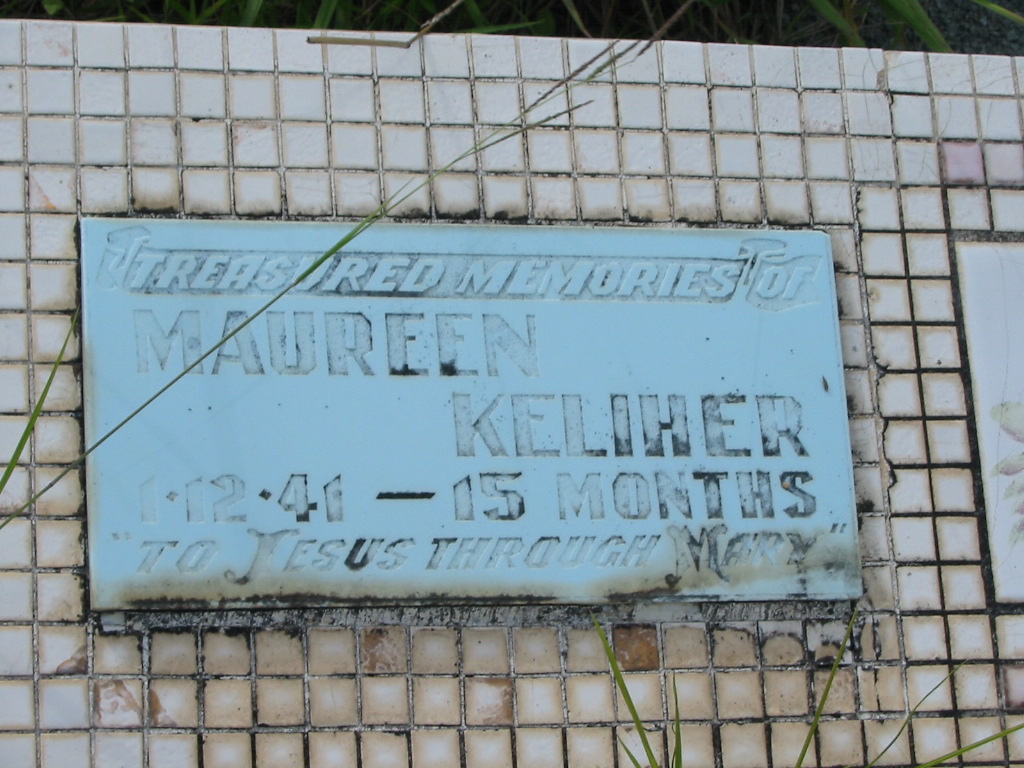 TREASURED MEMORIES OF
MAUREEN
KELIHER
1·12·41 — 15 MONTHS
"TO JESUS THROUGH MARY"